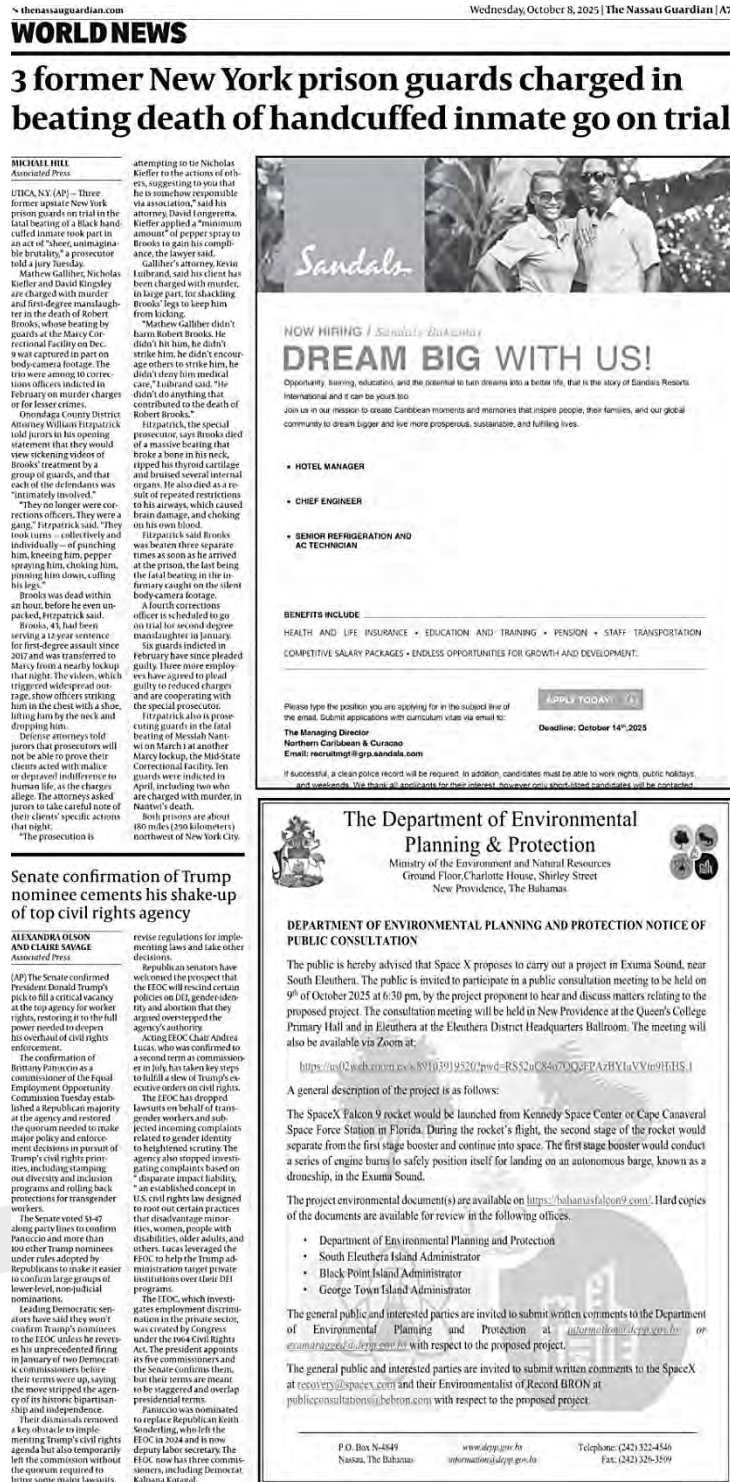 thenassauguardian.com
Wednesday, October 8, 2025 | The Nassau Guardian | A7
WORLD NEWS
3 former New York prison guards charged in
beating death of handcuffed inmate go on trial
MICHAEL HILL
Associated Press
UTICA, N.Y. (AP) — Three
former upstate New York
prison guards on trial in the
fatal beating of a Black hand-
cuffed inmate took part in
an act of "sheer, unimagina-
ble brutality," a prosecutor
told a jury Tuesday.
Mathew Galliher, Nicholas
Kieffer and David Kingsley
are charged with murder
and first-degree manslaugh-
ter in the death of Robert
Brooks, whose beating by
guards at the Marcy Cor-
rectional Facility on Dec.
9 was captured in part on
body-camera footage. The
trio were among 10 correc-
tions officers indicted in
February on murder charges
or for lesser crimes.
Onondaga County District
Attorney William Fitzpatrick
told jurors in his opening
statement that they would
view sickening videos of
Brooks' treatment by a
group of guards, and that
each of the defendants was
"intimately involved."
"They no longer were cor-
rections officers. They were a
gang," Fitzpatrick said. "They
took turns — collectively and
individually — of punching
him, kneeing him, pepper
spraying him, choking him,
pinning him down, cuffing
his legs."
Brooks was dead within
an hour, before he even un-
packed, Fitzpatrick said.
Brooks, 43, had been
serving a 12-year sentence
for first-degree assault since
2017 and was transferred to
Marcy from a nearby lockup
that night. The videos, which
triggered widespread out-
rage, show officers striking
him in the chest with a shoe,
lifting him by the neck and
dropping him.
Defense attorneys told
jurors that prosecutors will
not be able to prove their
clients acted with malice
or depraved indifference to
human life, as the charges
allege. The attorneys asked
jurors to take careful note of
their clients' specific actions
that night.
"The prosecution is
attempting to tie Nicholas
Kieffer to the actions of oth-
ers, suggesting to you that
he is somehow responsible
via association," said his
attorney, David Longeretta.
Kieffer applied a "minimum
amount" of pepper spray to
Brooks to gain his compli-
ance, the lawyer said.
Galliher's attorney, Kevin
Luibrand, said his client has
been charged with murder,
in large part, for shackling
Brooks' legs to keep him
from kicking.
"Mathew Galliher didn't
harm Robert Brooks. He
didn't hit him, he didn't
strike him, he didn't encour-
age others to strike him, he
didn't deny him medical
care," Luibrand said. "He
didn't do anything that
contributed to the death of
Robert Brooks."
Fitzpatrick, the special
prosecutor, says Brooks died
of a massive beating that
broke a bone in his neck,
ripped his thyroid cartilage
and bruised several internal
organs. He also died as a re-
sult of repeated restrictions
to his airways, which caused
brain damage, and choking
on his own blood.
Fitzpatrick said Brooks
was beaten three separate
times as soon as he arrived
at the prison, the last being
the fatal beating in the in-
firmary caught on the silent
body-camera footage.
A fourth corrections
officer is scheduled to go
on trial for second degree
manslaughter in January.
Six guards indicted in
February have since pleaded
guilty. Three more employ-
ees have agreed to plead
guilty to reduced charges
and are cooperating with
the special prosecutor.
Fitzpatrick also is prose-
cuting guards in the fatal
beating of Messiah Nant-
wi on March 1 at another
Marcy lockup, the Mid-State
Correctional Facility. Ten
guards were indicted in
April, including two who
are charged with murder, in
Nantwi's death.
Both prisons are about
180 miles (290 kilometers)
northwest of New York City.
Sandals
NOW HIRING / Sandals Bahamas
DREAM BIG WITH US!
Opportunity, training, education, and the potential to turn dreams into a better life, that is the story of Sandals Resorts
International and it can be yours too.
Join us in our mission to create Caribbean moments and memories that inspire people, their families, and our global
community to dream bigger and live more prosperous, sustainable, and fulfilling lives.
• HOTEL MANAGER
• CHIEF ENGINEER
• SENIOR REFRIGERATION AND
AC TECHNICIAN
BENEFITS INCLUDE
HEALTH AND LIFE INSURANCE • EDUCATION AND TRAINING • PENSION • STAFF TRANSPORTATION
COMPETITIVE SALARY PACKAGES • ENDLESS OPPORTUNITIES FOR GROWTH AND DEVELOPMENT.
Please type the position you are applying for in the subject line of
the email. Submit applications with curriculum vitae via email to:
The Managing Director
Northern Caribbean & Curacao
Email: recruitmgt@grp.sandals.com
APPLY TODAY!
Deadline: October 14th, 2025
If successful, a clean police record will be required. In addition, candidates must be able to work nights, public holidays,
and weekends. We thank all applicants for their interest, however only short-listed candidates will be contacted.
Senate confirmation of Trump
nominee cements his shake-up
of top civil rights agency
ALEXANDRA OLSON
AND CLAIRE SAVAGE
Associated Press
(AP) The Senate confirmed
President Donald Trump's
pick to fill a critical vacancy
at the top agency for worker
rights, restoring it to the full
power needed to deepen
his overhaul of civil rights
enforcement.
The confirmation of
Brittany Panuccio as a
commissioner of the Equal
Employment Opportunity
Commission Tuesday estab-
lished a Republican majority
at the agency and restored
the quorum needed to make
major policy and enforce-
ment decisions in pursuit of
Trump's civil rights prior-
ities, including stamping
out diversity and inclusion
programs and rolling back
protections for transgender
workers.
The Senate voted 51-47
along party lines to confirm
Panuccio and more than
100 other Trump nominees
under rules adopted by
Republicans to make it easier
to confirm large groups of
lower-level, non-judicial
nominations.
Leading Democratic sen-
ators have said they won't
confirm Trump's nominees
to the EEOC unless he revers-
es his unprecedented firing
in January of two Democrat-
ic commissioners before
their terms were up, saying
the move stripped the agen-
cy of its historic bipartisan-
ship and independence.
Their dismissals removed
a key obstacle to imple-
menting Trump's civil rights
agenda but also temporarily
left the commission without
the quorum required to
bring some major lawsuits,
revise regulations for imple-
menting laws and take other
decisions.
Republican senators have
welcomed the prospect that
the EEOC will rescind certain
policies on DEI, gender-iden-
tity and abortion that they
argued overstepped the
agency's authority.
Acting EEOC Chair Andrea
Lucas, who was confirmed to
a second term as commission-
er in July, has taken key steps
to fulfill a slew of Trump's ex-
ecutive orders on civil rights.
The EEOC has dropped
lawsuits on behalf of trans-
gender workers and sub-
jected incoming complaints
related to gender identity
to heightened scrutiny. The
agency also stopped investi-
gating complaints based on
" disparate impact liability,
" an established concept in
U.S. civil rights law designed
to root out certain practices
that disadvantage minor-
ities, women, people with
disabilities, older adults, and
others. Lucas leveraged the
EEOC to help the Trump ad-
ministration target private
institutions over their DEI
programs.
The EEOC, which investi-
gates employment discrimi-
nation in the private sector,
was created by Congress
under the 1964 Civil Rights
Act. The president appoints
its five commissioners and
the Senate confirms them,
but their terms are meant
to be staggered and overlap
presidential terms.
Panuccio was nominated
to replace Republican Keith
Sonderling, who left the
EEOC in 2024 and is now
deputy labor secretary. The
EEOC now has three commis-
sioners, including Democrat
Kalpana Kotagal.
The Department of Environmental
Planning & Protection
Ministry of the Environment and Natural Resources
Ground Floor, Charlotte House, Shirley Street
New Providence, The Bahamas
DEPARTMENT OF ENVIRONMENTAL PLANNING AND PROTECTION NOTICE OF
PUBLIC CONSULTATION
The public is hereby advised that Space X proposes to carry out a project in Exuma Sound, near
South Eleuthera. The public is invited to participate in a public consultation meeting to be held on
9th of October 2025 at 6:30 pm, by the project proponent to hear and discuss matters relating to the
proposed project. The consultation meeting will be held in New Providence at the Queen's College
Primary Hall and in Eleuthera at the Eleuthera District Headquarters Ballroom. The meeting will
also be available via Zoom at:
A general description of the project is as follows:
The SpaceX Falcon 9 rocket would be launched from Kennedy Space Center or Cape Canaveral
Space Force Station in Florida. During the rocket's flight, the second stage of the rocket would
separate from the first stage booster and continue into space. The first stage booster would conduct
a series of engine burns to safely position itself for landing on an autonomous barge, known as a
droneship, in the Exuma Sound.
The project environmental document(s) are available on https://bahamasfalcon9.com/. Hard copies
of the documents are available for review in the following offices.
• Department of Environmental Planning and Protection
• South Eleuthera Island Administrator
• Black Point Island Administrator
• George Town Island Administrator
The general public and interested parties are invited to submit written comments to the Department
of Environmental Planning and Protection at information@depp.gov.bs or
with respect to the proposed project.
The general public and interested parties are invited to submit written comments to the SpaceX
at recovery@spacex.com and their Environmentalist of Record BRON at
publicconsultations@bebron.com with respect to the proposed project.
P.O. Box N-4849
Nassau, The Bahamas
www.depp.gov.bs
information@depp.gov.bs
Telephone: (242) 322-4546
Fax: (242) 326-3509